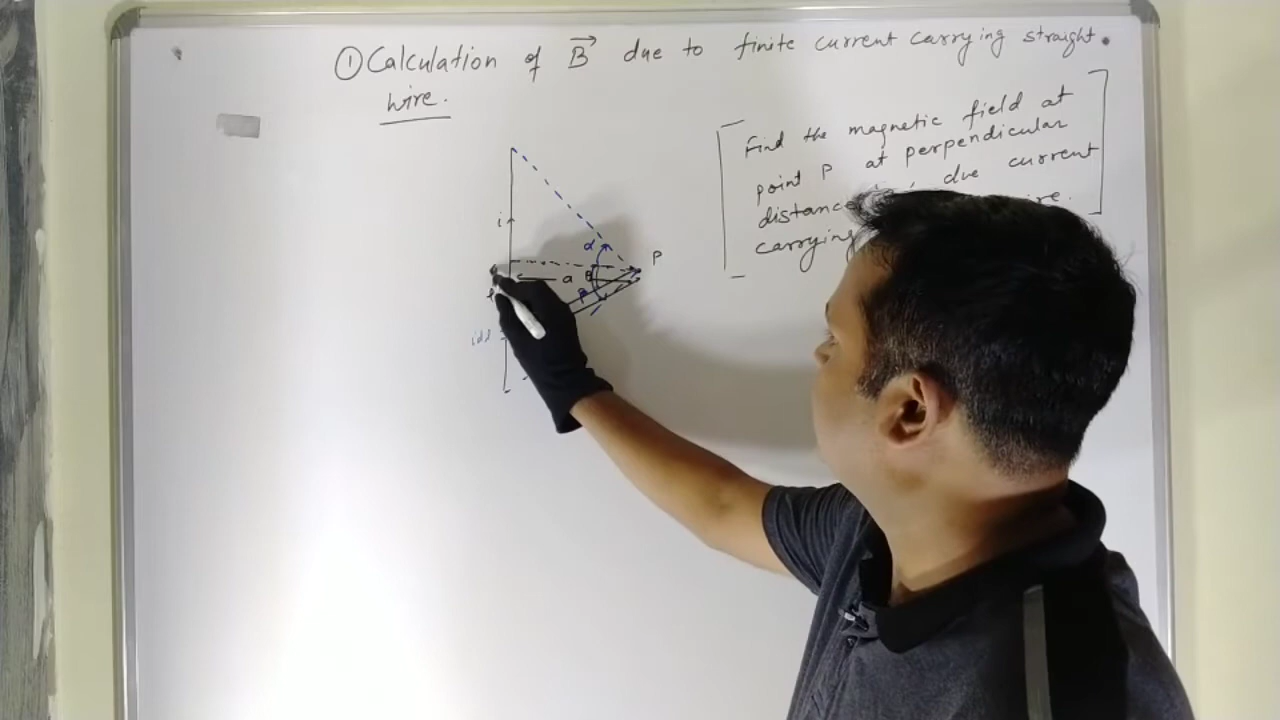 ① Calculation of B⃗ due to finite current carrying straight.
wire.
[ Find the magnetic field at
point P at perpendicular
distance due current
carrying ]
i
α
P
a θ
β
idl